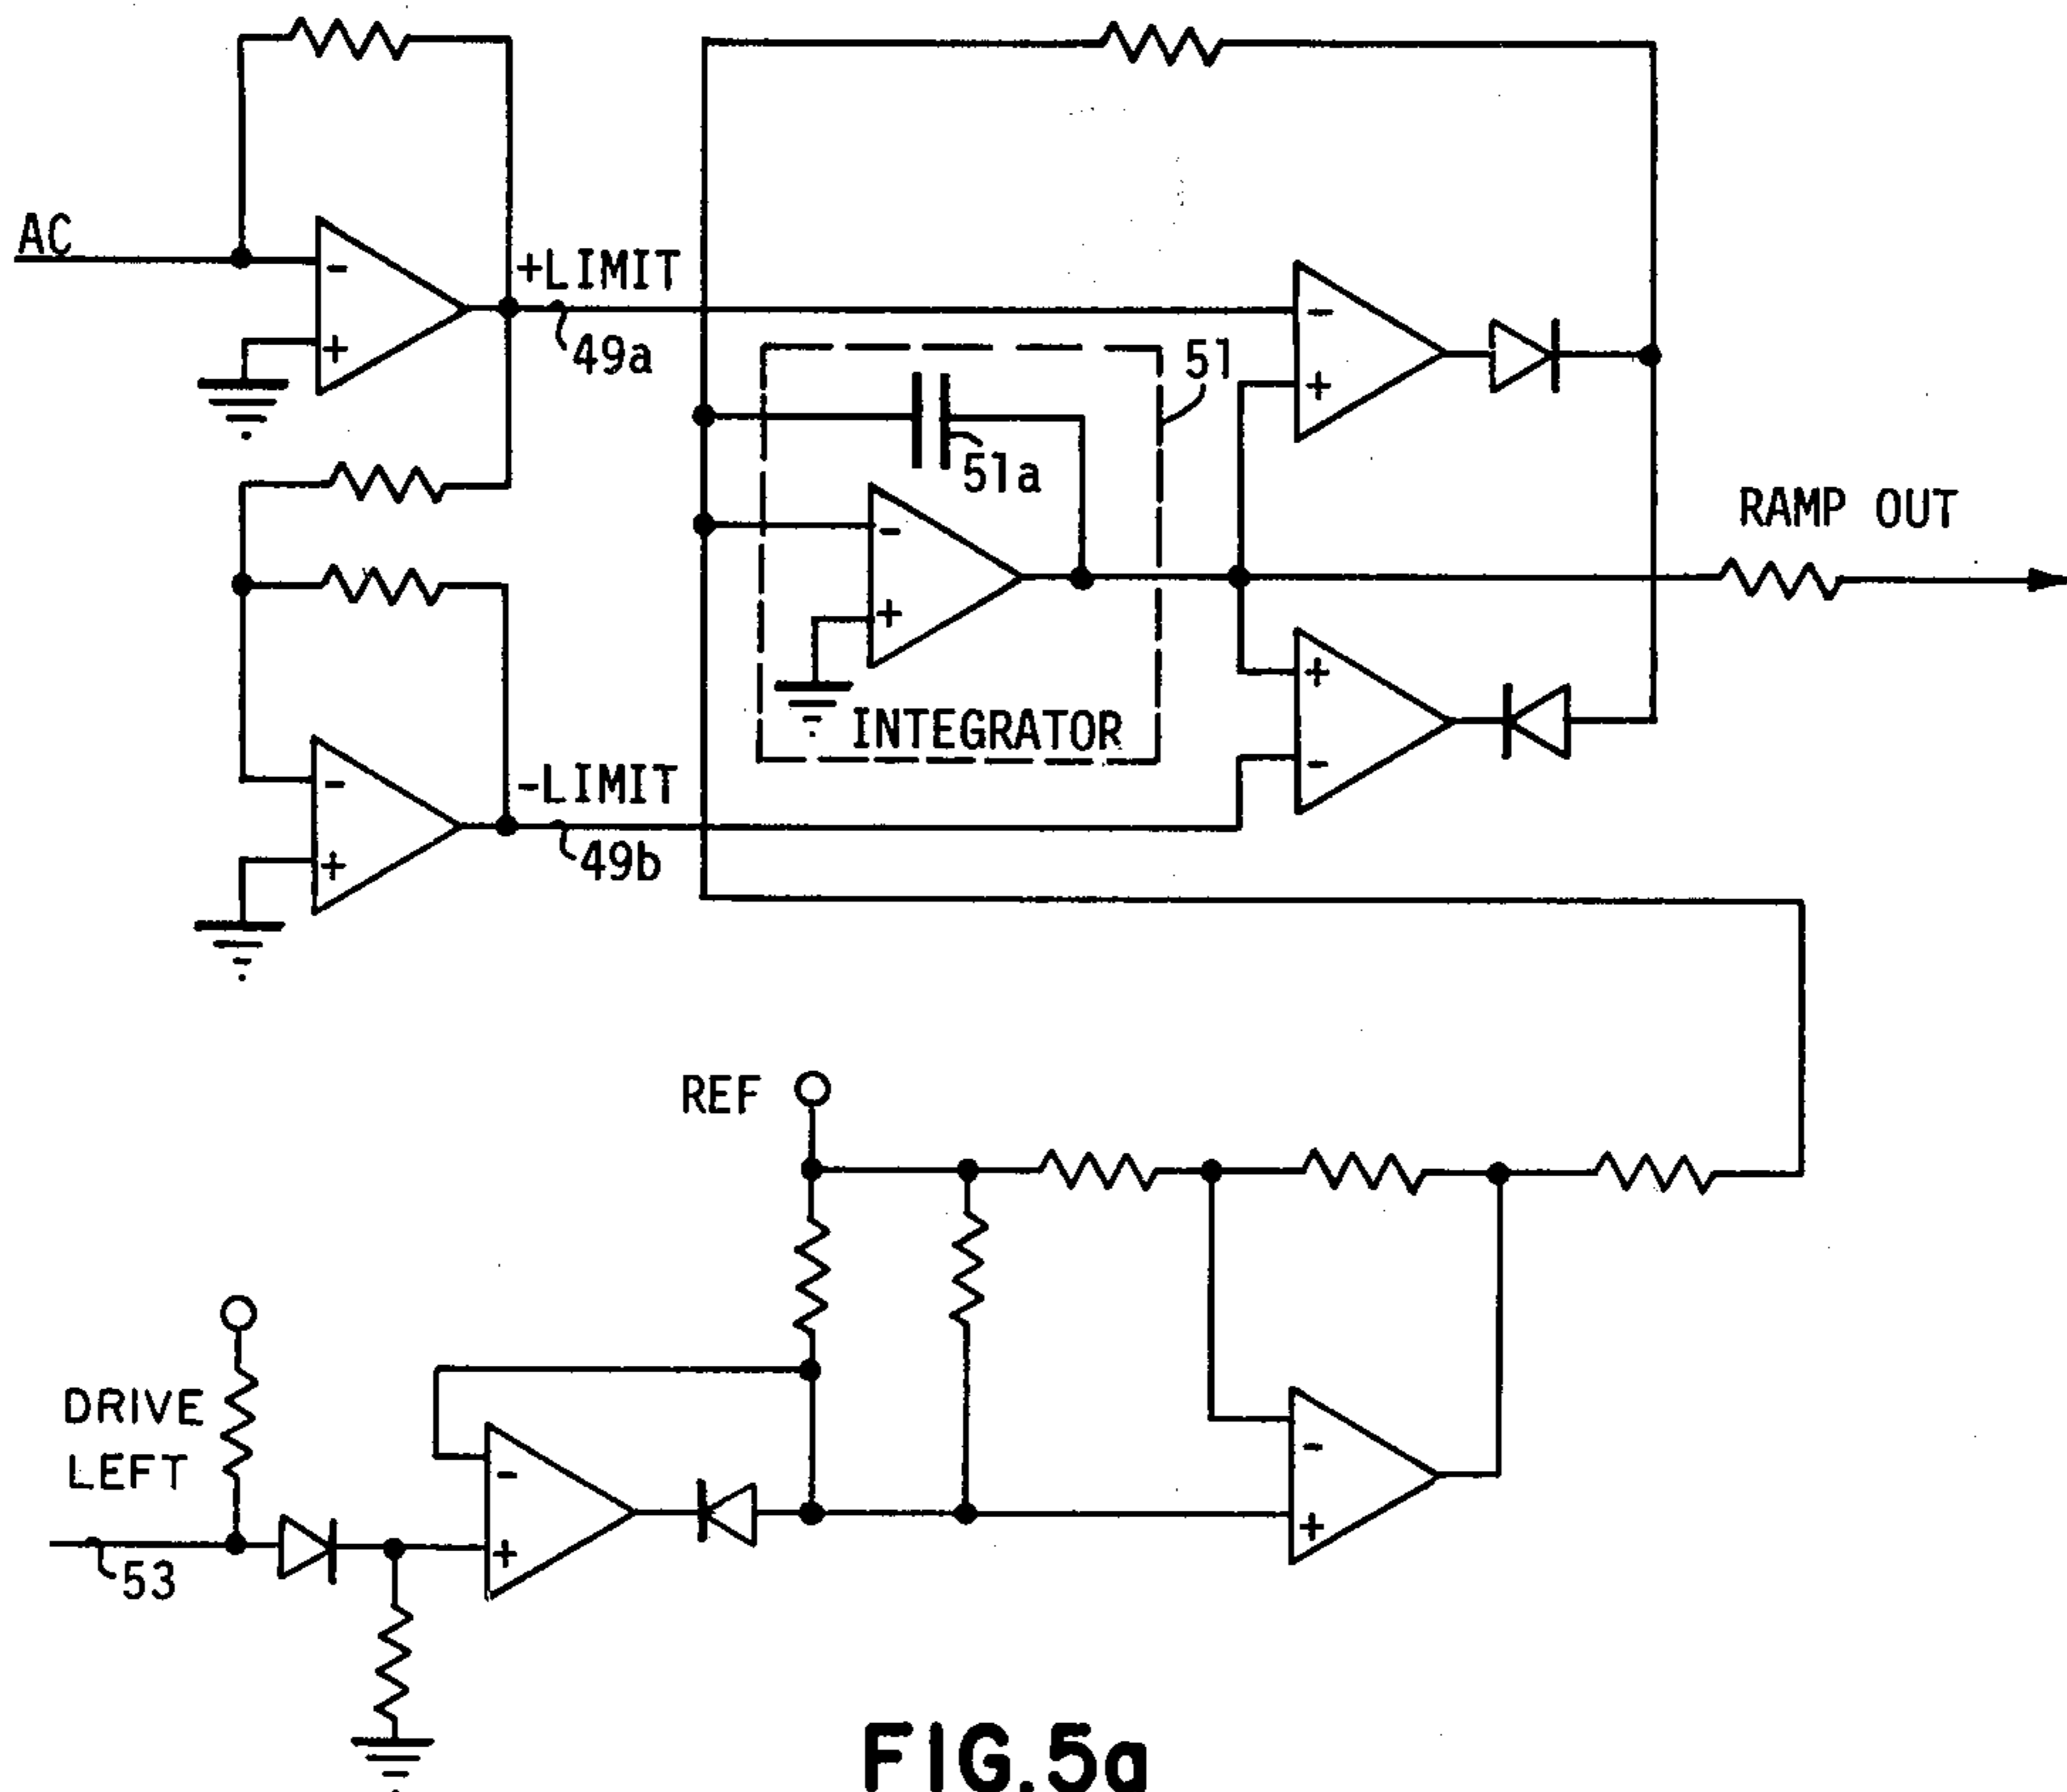 AC
+LIMIT
49a
51
51a
RAMP OUT
INTEGRATOR
-LIMIT
49b
REF
DRIVE
LEFT
53
FIG.5a